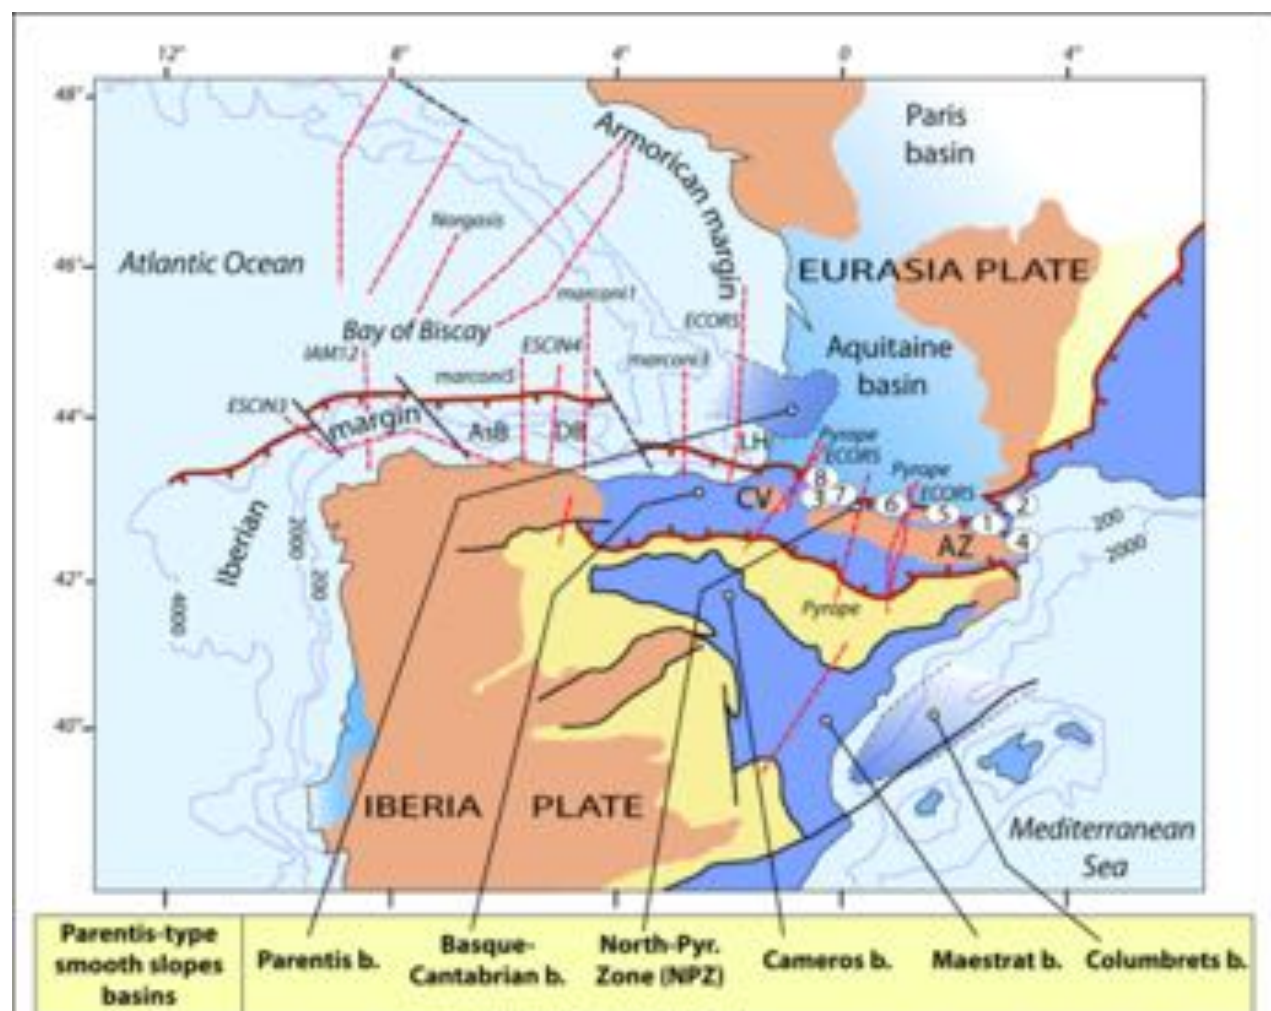 12°
8°
4°
0
4°
48°
46°
44°
42°
40°
Paris
basin
Armorican margin
Norgasis
Atlantic Ocean
EURASIA PLATE
marconi1
Bay of Biscay
ECORS
ESCIN4
IAM12
marconi3
Aquitaine
basin
marconi5
ESCIN3
margin
DB
LH
Pyrope
ECORS
Pyrope
ECORS
CV
8
3
7
6
5
1
2
4
AZ
Iberian
2000
200
4000
200
2000
Pyrope
IBERIA PLATE
Mediterranean
Sea
Parentis-type
smooth slopes
basins
Parentis b.
Basque-
Cantabrian b.
North-Pyr.
Zone (NPZ)
Cameros b.
Maestrat b.
Columbrets b.